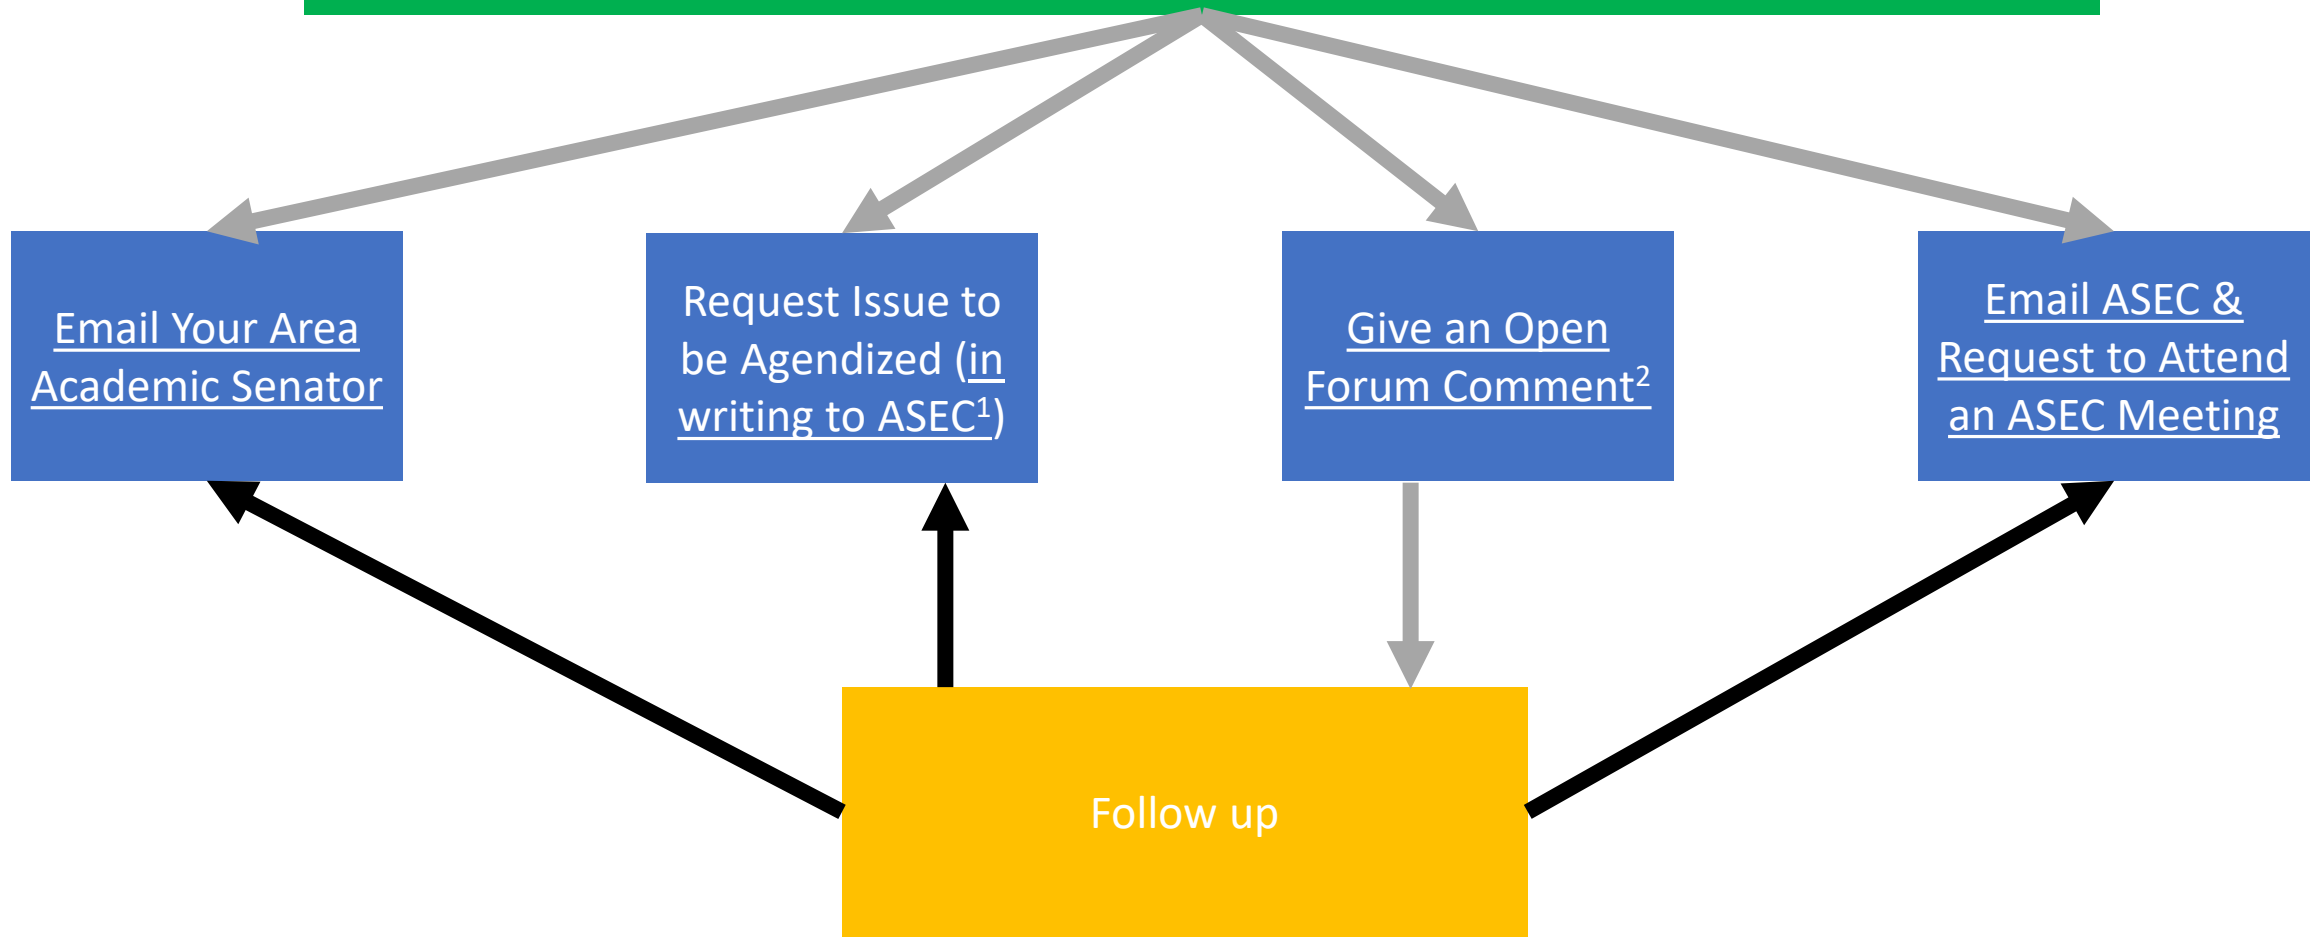 Email Your Area
Academic Senator
Request Issue to
be Agendized (in
writing to ASEC¹)
Give an Open
Forum Comment²
Email ASEC &
Request to Attend
an ASEC Meeting
Follow up